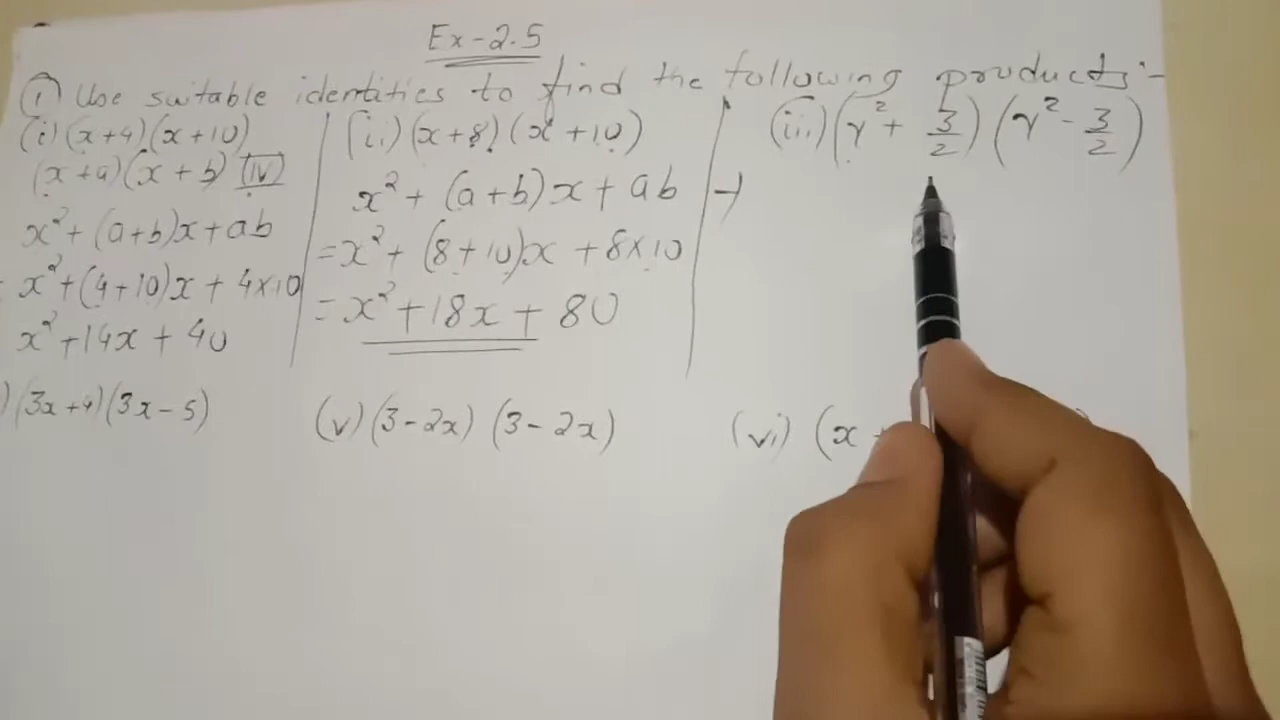 Ex-2.5
① Use suitable identities to find the following products:-
(i) (x+4)(x+10)
(x+a)(x+b) IV
x²+(a+b)x+ab
= x²+(4+10)x+4×10
x²+14x+40
(ii) (x+8)(x+10)
x²+(a+b)x+ab
=x²+(8+10)x+8×10
=x²+18x+80
(iii) (y²+3/2)(y²-3/2)
→
)(3x+4)(3x-5)
(v) (3-2x)(3-2x)
(vi) (x